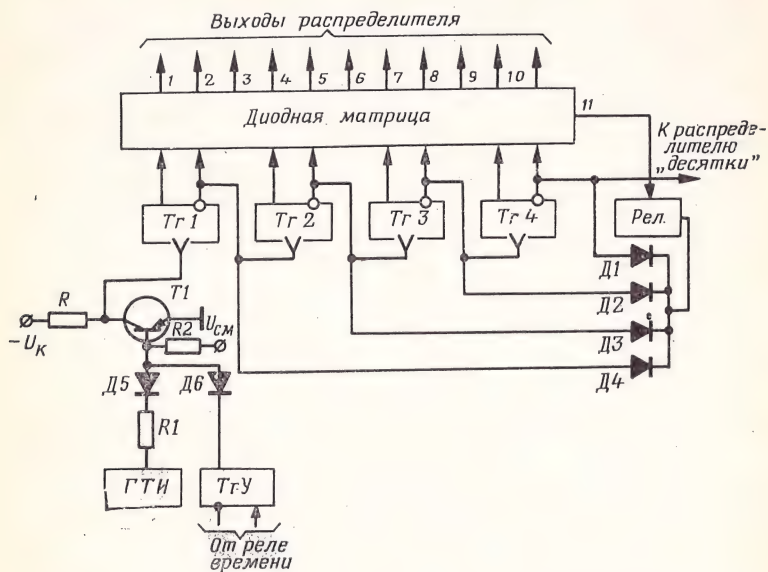 Выходы распределителя
1 2 3 4 5 6 7 8 9 10
Диодная матрица
11
К распреде-
лителю
„десятки"
Тг 1
Тг 2
Тг 3
Тг 4
Рел.
Д1
Д2
Д3
Д4
R
T1
Uсм
R2
-Uк
Д5
Д6
R1
ГТИ
Тг-У
От реле
времени